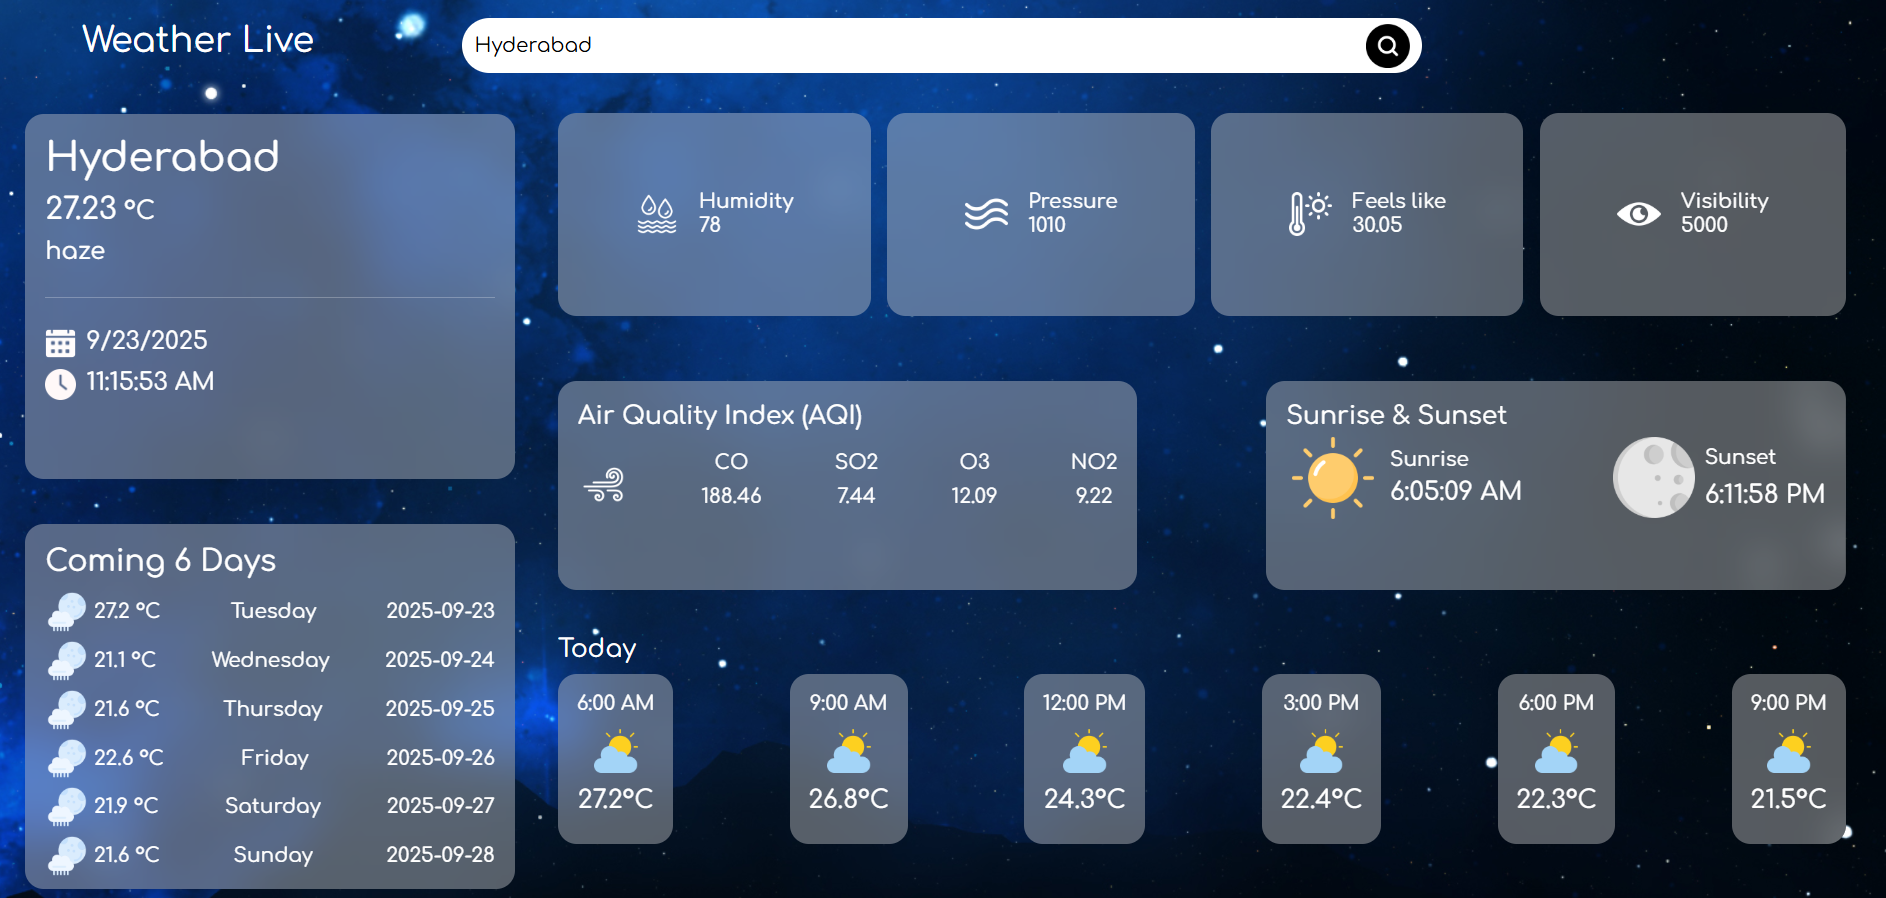 Weather Live
Hyderabad
Hyderabad
27.23 °C
haze
9/23/2025
11:15:53 AM
Humidity
78
Pressure
1010
Feels like
30.05
Visibility
5000
Air Quality Index (AQI)
CO SO2 O3 NO2
188.46 7.44 12.09 9.22
Sunrise & Sunset
Sunrise
6:05:09 AM
Sunset
6:11:58 PM
Coming 6 Days
27.2 °C Tuesday 2025-09-23
21.1 °C Wednesday 2025-09-24
21.6 °C Thursday 2025-09-25
22.6 °C Friday 2025-09-26
21.9 °C Saturday 2025-09-27
21.6 °C Sunday 2025-09-28
Today
6:00 AM 9:00 AM 12:00 PM 3:00 PM 6:00 PM 9:00 PM
27.2°C 26.8°C 24.3°C 22.4°C 22.3°C 21.5°C